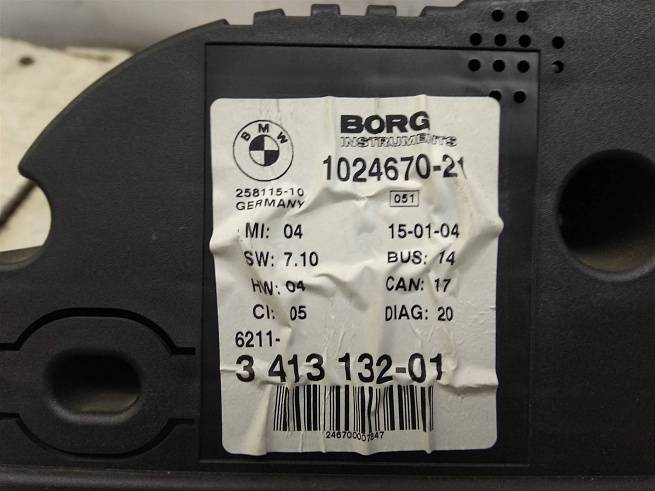 BMW
BORG
INSTRUMENTS
1024670-21
258115-10
GERMANY
051
MI: 04 15-01-04
SW: 7.10 BUS: 14
HW: 04 CAN: 17
CI: 05 DIAG: 20
6211-
3 413 132-01
246700007847